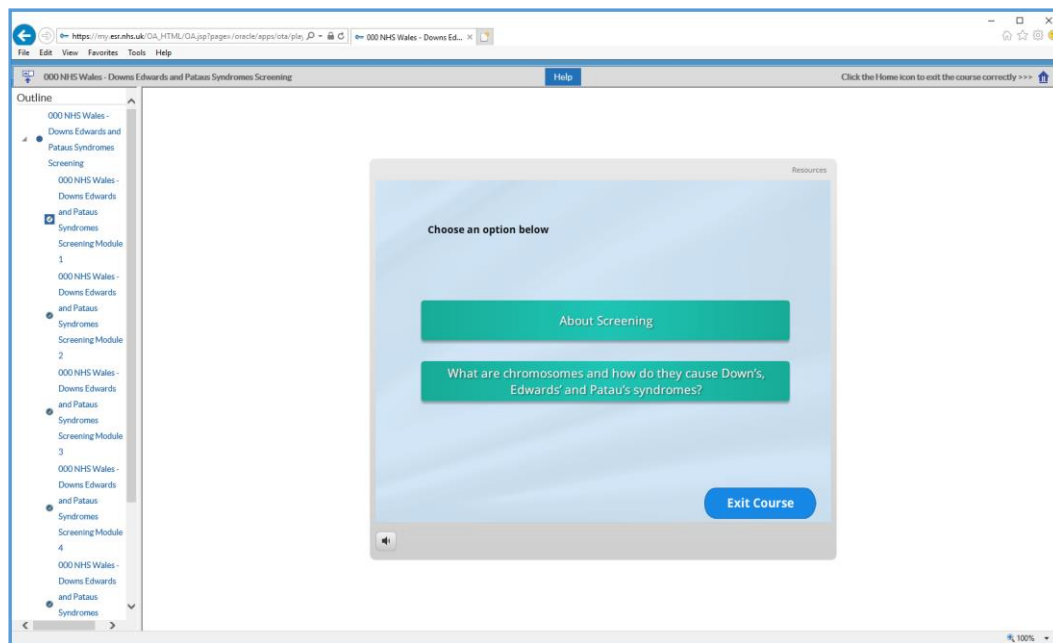 https://my.esr.nhs.uk/OA_HTML/OA.jsp?page=/oracle/apps/ota/play
000 NHS Wales - Downs Ed...
File Edit View Favorites Tools Help
000 NHS Wales - Downs Edwards and Pataus Syndromes Screening
Help
Click the Home icon to exit the course correctly >>>
Outline
000 NHS Wales -
Downs Edwards and
Pataus Syndromes
Screening
000 NHS Wales -
Downs Edwards
and Pataus
Syndromes
Screening Module
1
000 NHS Wales -
Downs Edwards
and Pataus
Syndromes
Screening Module
2
000 NHS Wales -
Downs Edwards
and Pataus
Syndromes
Screening Module
3
000 NHS Wales -
Downs Edwards
and Pataus
Syndromes
Screening Module
4
000 NHS Wales -
Downs Edwards
and Pataus
Syndromes
Resources
Choose an option below
About Screening
What are chromosomes and how do they cause Down's,
Edwards' and Patau's syndromes?
Exit Course
100%